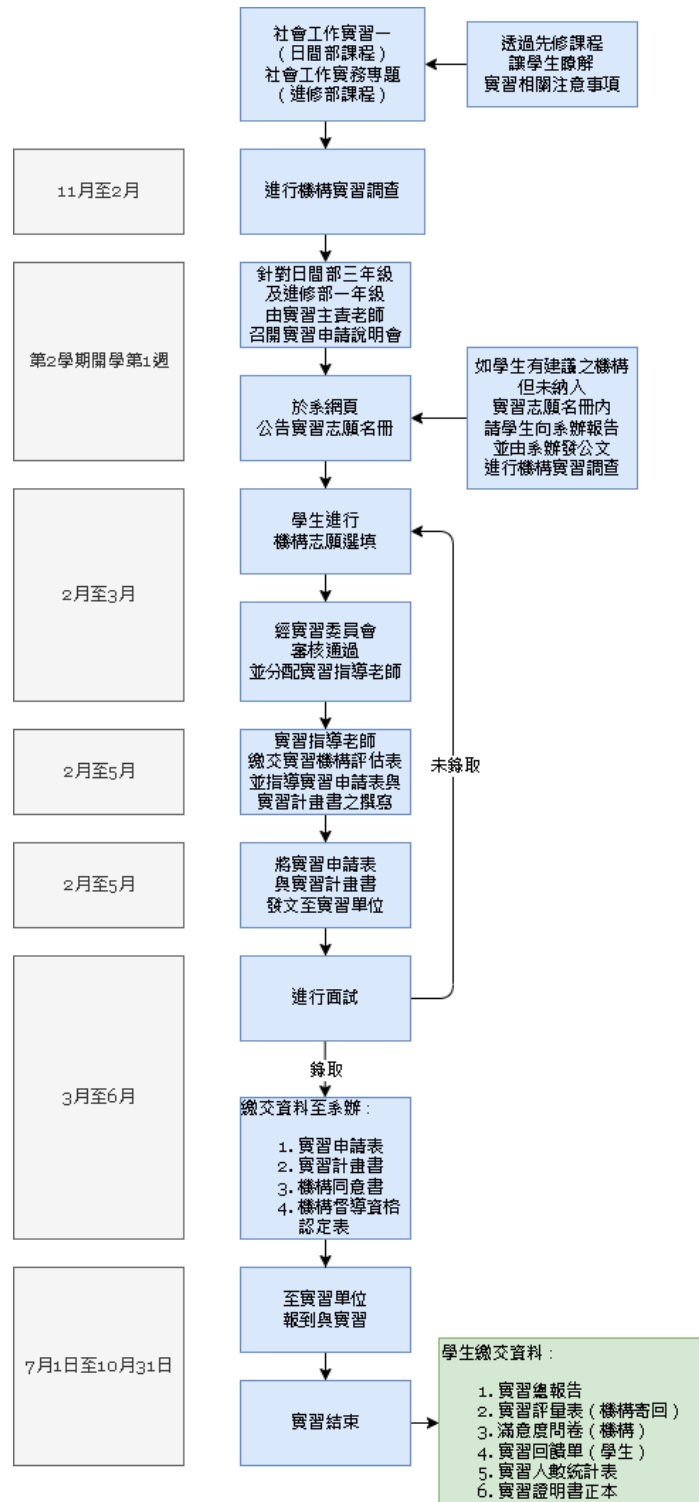 社會工作實習一
（日間部課程）
社會工作實務專題
（進修部課程）
透過先修課程
讓學生瞭解
實習相關注意事項
11月至2月
進行機構實習調查
第2學期開學第1週
針對日間部三年級
及進修部一年級
由實習主責老師
召開實習申請說明會
於系網頁
公告實習志願名冊
如學生有建議之機構
但未納入
實習志願名冊內
請學生向系辦報告
並由系辦發公文
進行機構實習調查
2月至3月
學生進行
機構志願選填
經實習委員會
審核通過
並分配實習指導老師
2月至5月
實習指導老師
繳交實習機構評估表
並指導實習申請表與
實習計畫書之撰寫
未錄取
2月至5月
將實習申請表
與實習計畫書
發文至實習單位
3月至6月
進行面試
錄取
繳交資料至系辦：
1. 實習申請表
2. 實習計畫書
3. 機構同意書
4. 機構督導資格
認定表
7月1日至10月31日
至實習單位
報到與實習
實習結束
學生繳交資料：
1. 實習總報告
2. 實習評量表（機構寄回）
3. 滿意度問卷（機構）
4. 實習回饋單（學生）
5. 實習人數統計表
6. 實習證明書正本